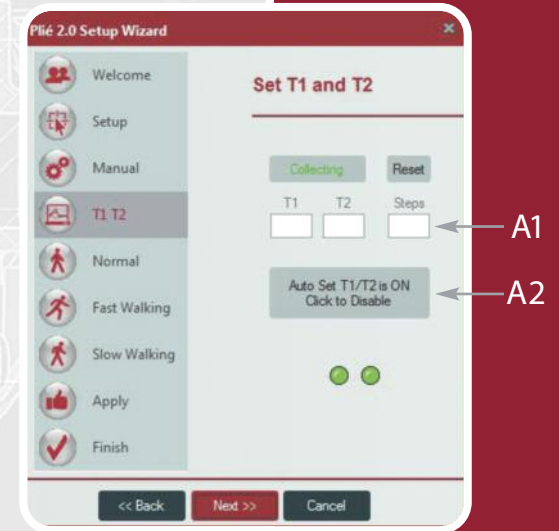 Plié 2.0 Setup Wizard
×
Welcome
Setup
Manual
T1 T2
Normal
Fast Walking
Slow Walking
Apply
Finish
Set T1 and T2
Collecting Reset
T1 T2 Steps
A1
Auto Set T1/T2 is ON
Click to Disable
A2
<< Back Next >> Cancel